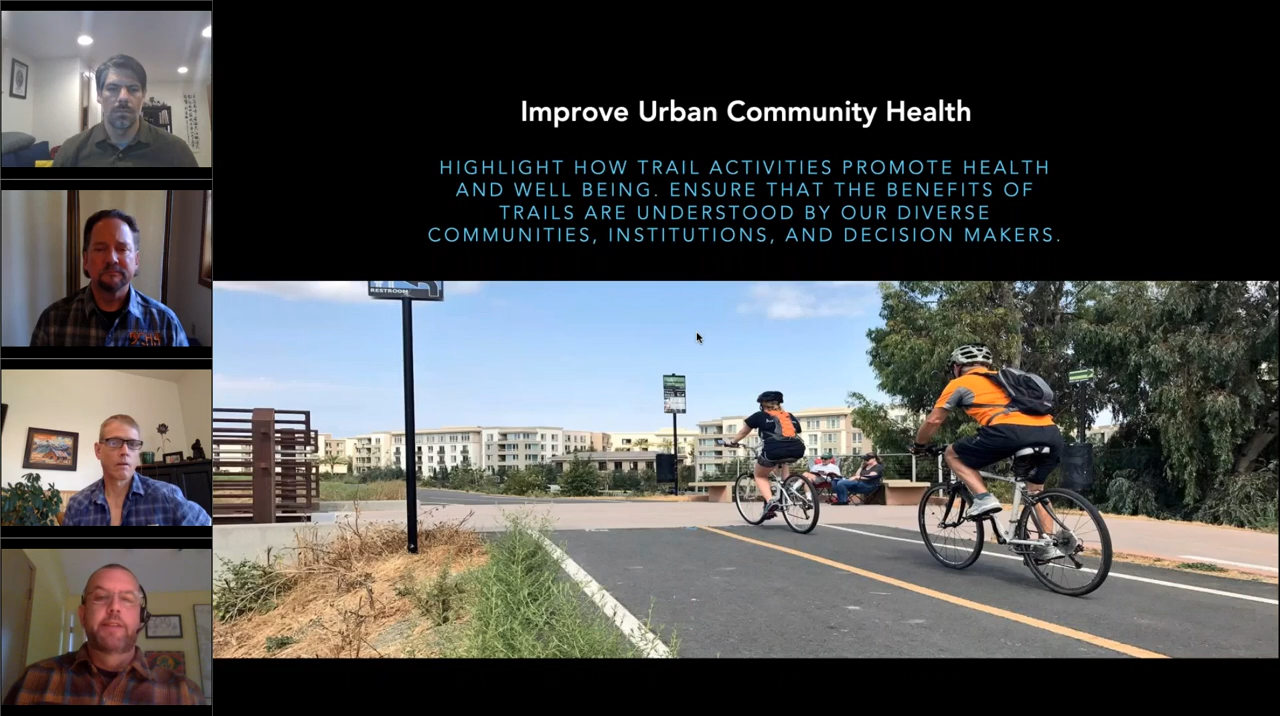 Improve Urban Community Health
HIGHLIGHT HOW TRAIL ACTIVITIES PROMOTE HEALTH
AND WELL BEING. ENSURE THAT THE BENEFITS OF
TRAILS ARE UNDERSTOOD BY OUR DIVERSE
COMMUNITIES, INSTITUTIONS, AND DECISION MAKERS.
RESTROOM